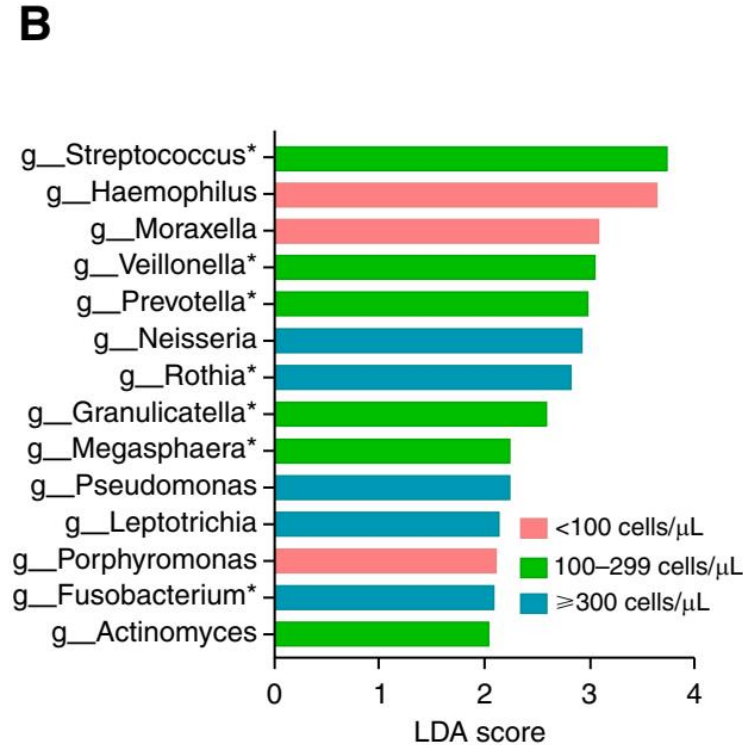 B
g__Streptococcus*
g__Haemophilus
g__Moraxella
g__Veillonella*
g__Prevotella*
g__Neisseria
g__Rothia*
g__Granulicatella*
g__Megasphaera*
g__Pseudomonas
g__Leptotrichia
g__Porphyromonas
g__Fusobacterium*
g__Actinomyces
<100 cells/μL
100–299 cells/μL
⩾300 cells/μL
0 1 2 3 4
LDA score